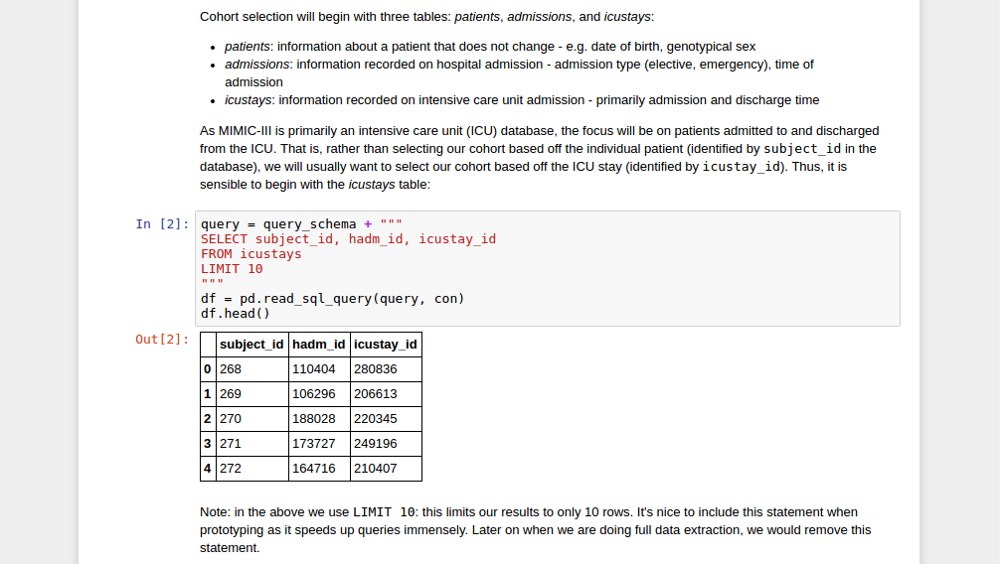 Cohort selection will begin with three tables: patients, admissions, and icustays:
• patients: information about a patient that does not change - e.g. date of birth, genotypical sex
• admissions: information recorded on hospital admission - admission type (elective, emergency), time of
admission
• icustays: information recorded on intensive care unit admission - primarily admission and discharge time
As MIMIC-III is primarily an intensive care unit (ICU) database, the focus will be on patients admitted to and discharged
from the ICU. That is, rather than selecting our cohort based off the individual patient (identified by subject_id in the
database), we will usually want to select our cohort based off the ICU stay (identified by icustay_id). Thus, it is
sensible to begin with the icustays table:
In [2]: query = query_schema + """
SELECT subject_id, hadm_id, icustay_id
FROM icustays
LIMIT 10
"""
df = pd.read_sql_query(query, con)
df.head()
Out[2]:
subject_id hadm_id icustay_id
0 268 110404 280836
1 269 106296 206613
2 270 188028 220345
3 271 173727 249196
4 272 164716 210407
Note: in the above we use LIMIT 10: this limits our results to only 10 rows. It's nice to include this statement when
prototyping as it speeds up queries immensely. Later on when we are doing full data extraction, we would remove this
statement.